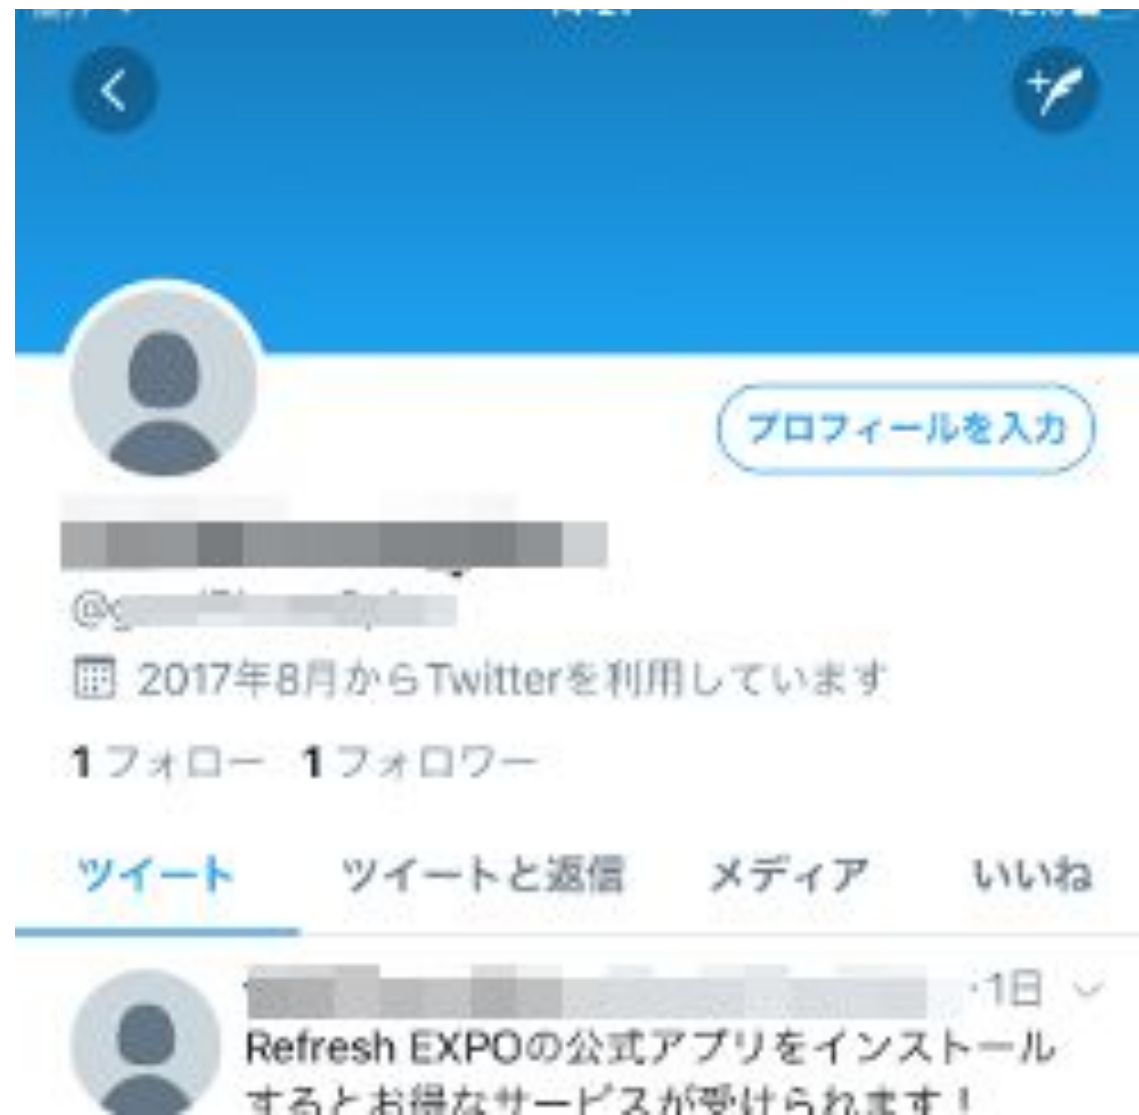 プロフィールを入力
2017年8月からTwitterを利用しています
1フォロー 1フォロワー
ツイート ツイートと返信 メディア いいね
·1日
Refresh EXPOの公式アプリをインストール
するとお得なサービスが受けられます！